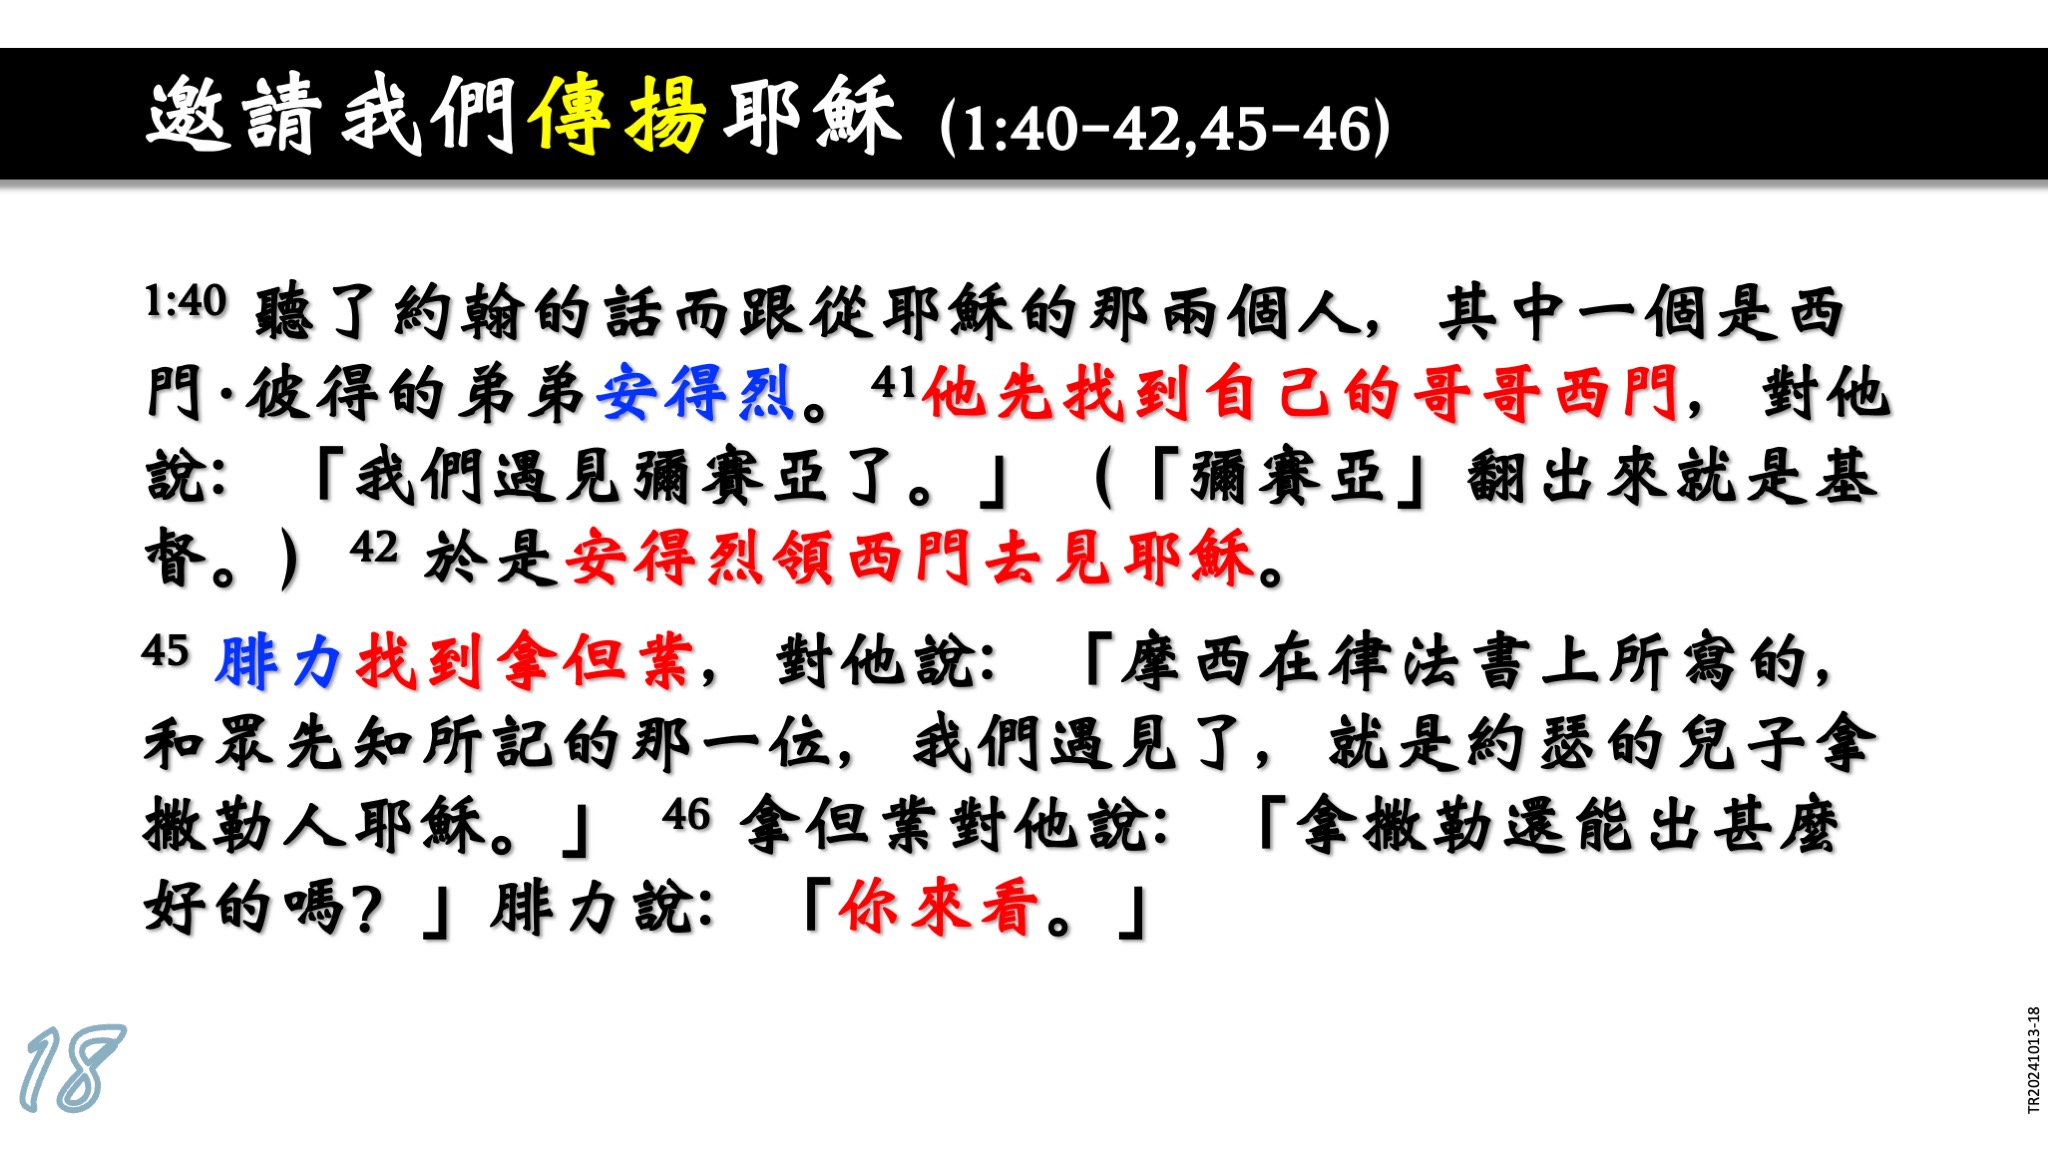 邀請我們傳揚耶穌 (1:40-42,45-46)
1:40 聽了約翰的話而跟從耶穌的那兩個人，其中一個是西
門·彼得的弟弟安得烈。41他先找到自己的哥哥西門，對他
說：「我們遇見彌賽亞了。」（「彌賽亞」翻出來就是基
督。） 42 於是安得烈領西門去見耶穌。
45 腓力找到拿但業，對他說：「摩西在律法書上所寫的，
和眾先知所記的那一位，我們遇見了，就是約瑟的兒子拿
撒勒人耶穌。」 46 拿但業對他說：「拿撒勒還能出甚麼
好的嗎？」腓力說：「你來看。」
18
TR20241013-18